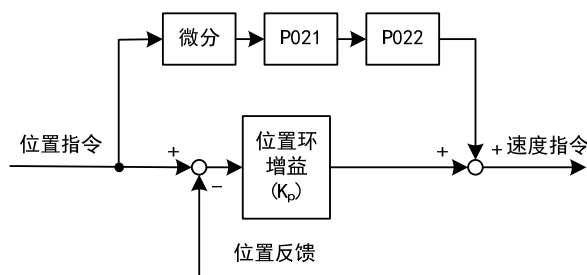 微分
P021
P022
位置指令
+
−
位置环
增益
(Kp)
+
+
速度指令
位置反馈